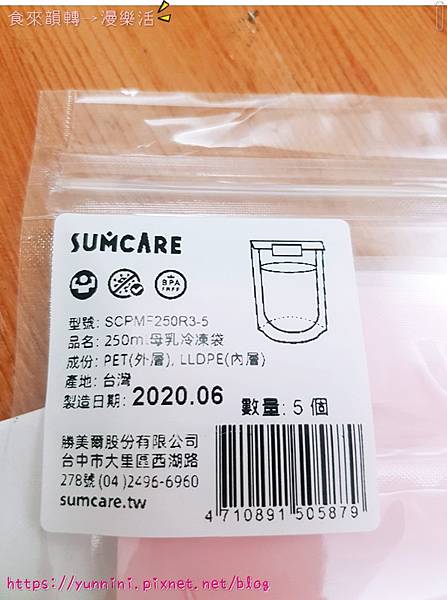 食來韻轉→漫樂活
SUMCARE
BPA
FREE
型號: SCPMF250R3-5
品名: 250ml母乳冷凍袋
成份: PET(外層), LLDPE(內層)
產地: 台灣
製造日期: 2020.06
數量: 5 個
勝美爾股份有限公司
台中市大里區西湖路
278號 (04)2496-6960
sumcare.tw
4 710891 505879
https://yunnini.pixnet.net/blog